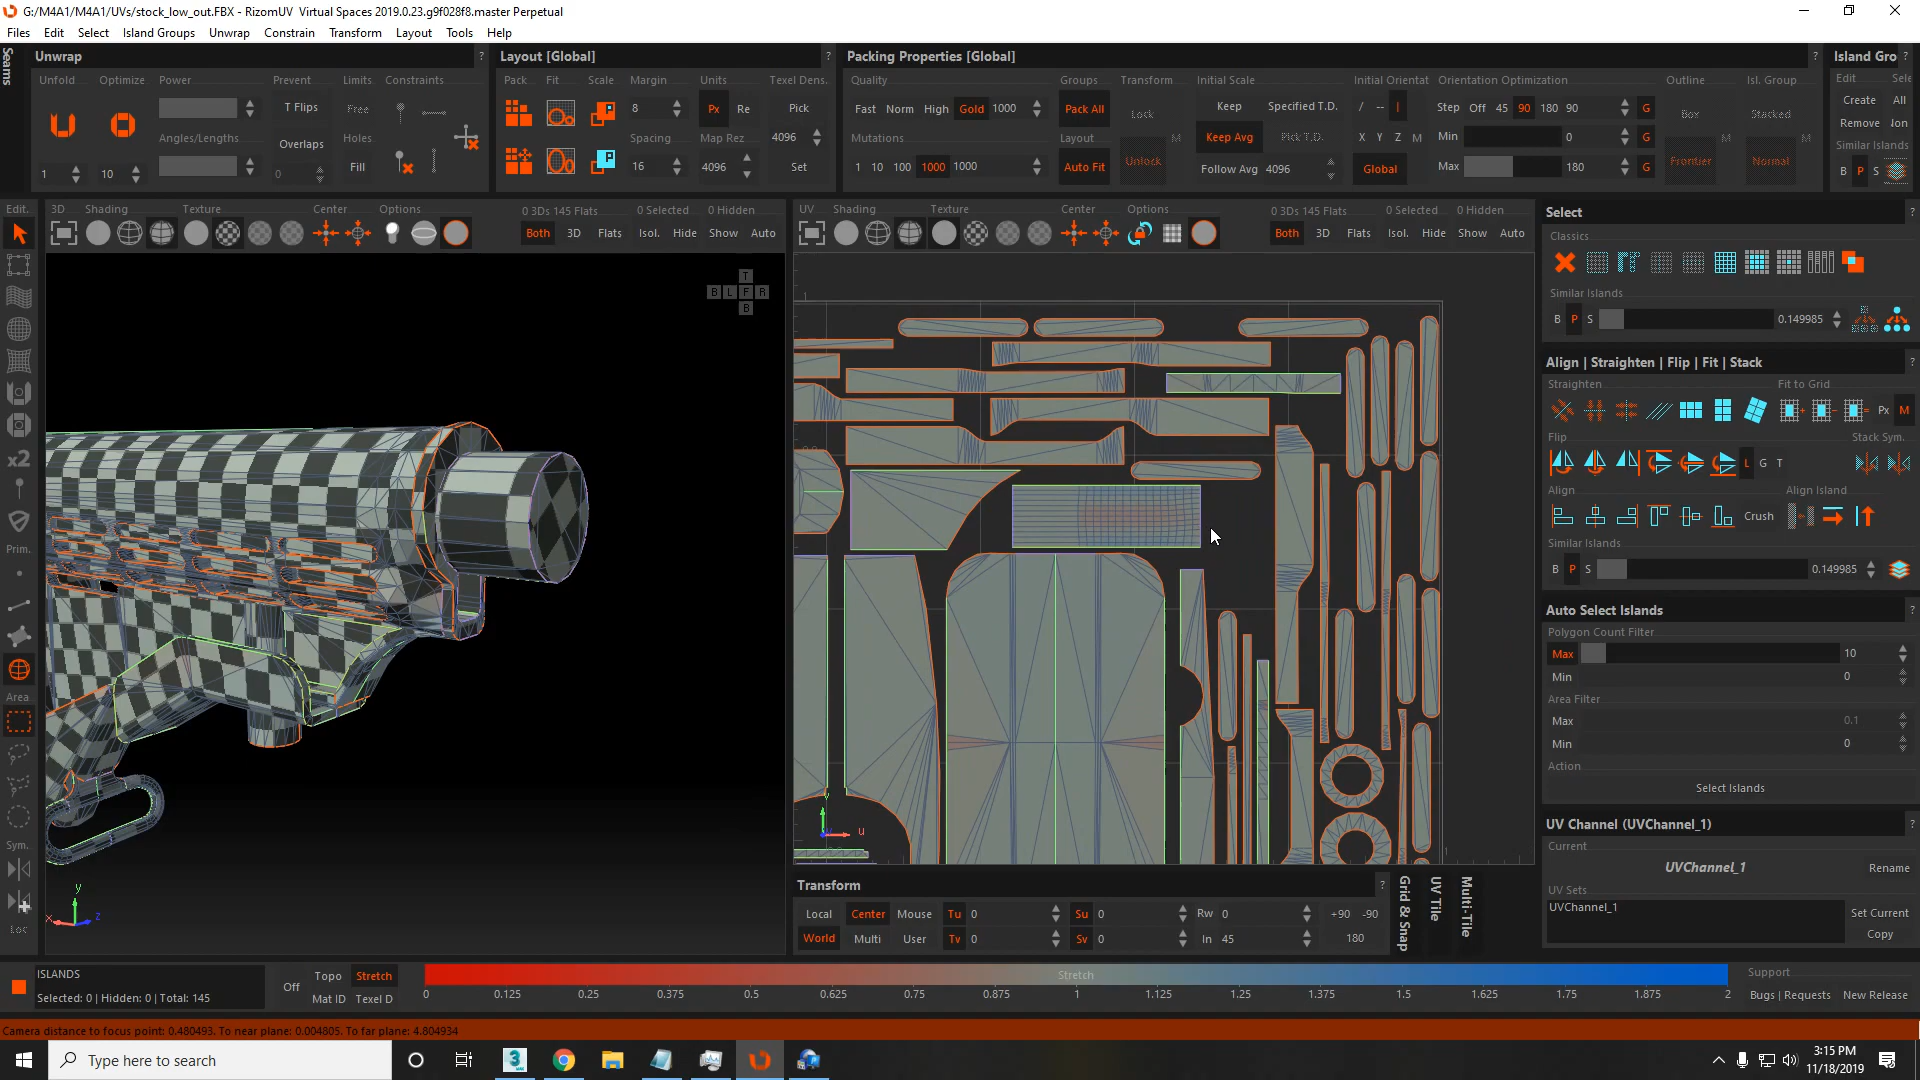 G:/M4A1/M4A1/UVs/stock_low_out.FBX - RizomUV  Virtual Spaces 2019.0.23.g9f028f8.master Perpetual
Files Edit Select Island Groups Unwrap Constrain Transform Layout Tools Help
Seams
Unwrap ?
Unfold Optimize Power Prevent Limits Constraints
T Flips Free
Angles/Lengths Overlaps Holes:
1 10 0 Fill
Layout [Global] ?
Pack Fit Scale Margin Units Texel Dens.
8 Px Re Pick
Spacing Map Rez 4096
16 4096 Set
Packing Properties [Global] ?
Quality Groups Transform Initial Scale Initial Orientat Orientation Optimization Outline Isl. Group
Fast Norm High Gold 1000 Pack All Lock Keep Specified T.D. / -- | Step Off 45 90 180 90 G Box Stacked
Mutations Layout M Keep Avg Pick T.D. X Y Z M Min 0 G M M
1 10 100 1000 1000 Auto Fit Unlock Follow Avg 4096 Global Max 180 G Frontier Normal
Island Gro ?
Edit Sele
Create All
Remove Ion
Similar Islands
B P S
Edit. 3D Shading Texture Center Options 0 3Ds 145 Flats 0 Selected 0 Hidden
Both 3D Flats Isol. Hide Show Auto
UV Shading Texture Center Options 0 3Ds 145 Flats 0 Selected 0 Hidden
Both 3D Flats Isol. Hide Show Auto
T
B L F R
B
x2
Prim.
Area
Sym.
Loc
y
x z
1
v
u
1
Select ?
Classics
Similar Islands
B P S 0.149985
Align | Straighten | Flip | Fit | Stack ?
Straighten Fit to Grid
Px M
Flip Stack Sym.
L G T
Align Align Island
Crush
Similar Islands
B P S 0.149985
Auto Select Islands ?
Polygon Count Filter
Max 10
Min 0
Area Filter
Max 0.1
Min 0
Action
Select Islands
UV Channel (UVChannel_1) ?
Current
UVChannel_1 Rename
UV Sets
UVChannel_1 Set Current
Copy
Transform ?
Local Center Mouse Tu 0 Su 0 Rw 0 +90 -90
World Multi User Tv 0 Sv 0 In 45 180
Grid & Snap
UV Tile
Multi-Tile
ISLANDS
Selected: 0 | Hidden: 0 | Total: 145
Off Topo Stretch
Mat ID Texel D
Stretch
0 0.125 0.25 0.375 0.5 0.625 0.75 0.875 1 1.125 1.25 1.375 1.5 1.625 1.75 1.875 2
Support
Bugs | Requests New Release
Camera distance to focus point: 0.480493. To near plane: 0.004805. To far plane: 4.804934
Type here to search
3
3:15 PM
11/18/2019